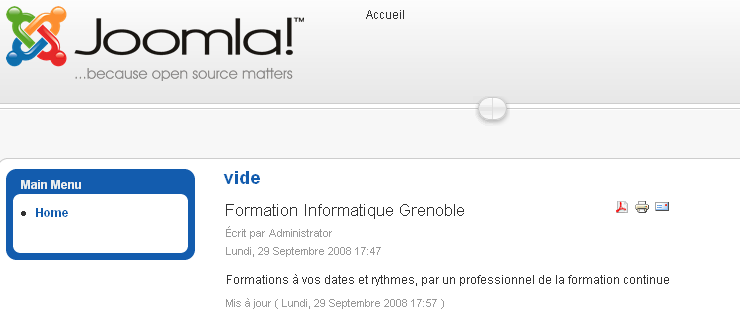 Accueil
Joomla!™
...because open source matters
Main Menu
Home
vide
Formation Informatique Grenoble
Écrit par Administrator
Lundi, 29 Septembre 2008 17:47
Formations à vos dates et rythmes, par un professionnel de la formation continue
Mis à jour ( Lundi, 29 Septembre 2008 17:57 )